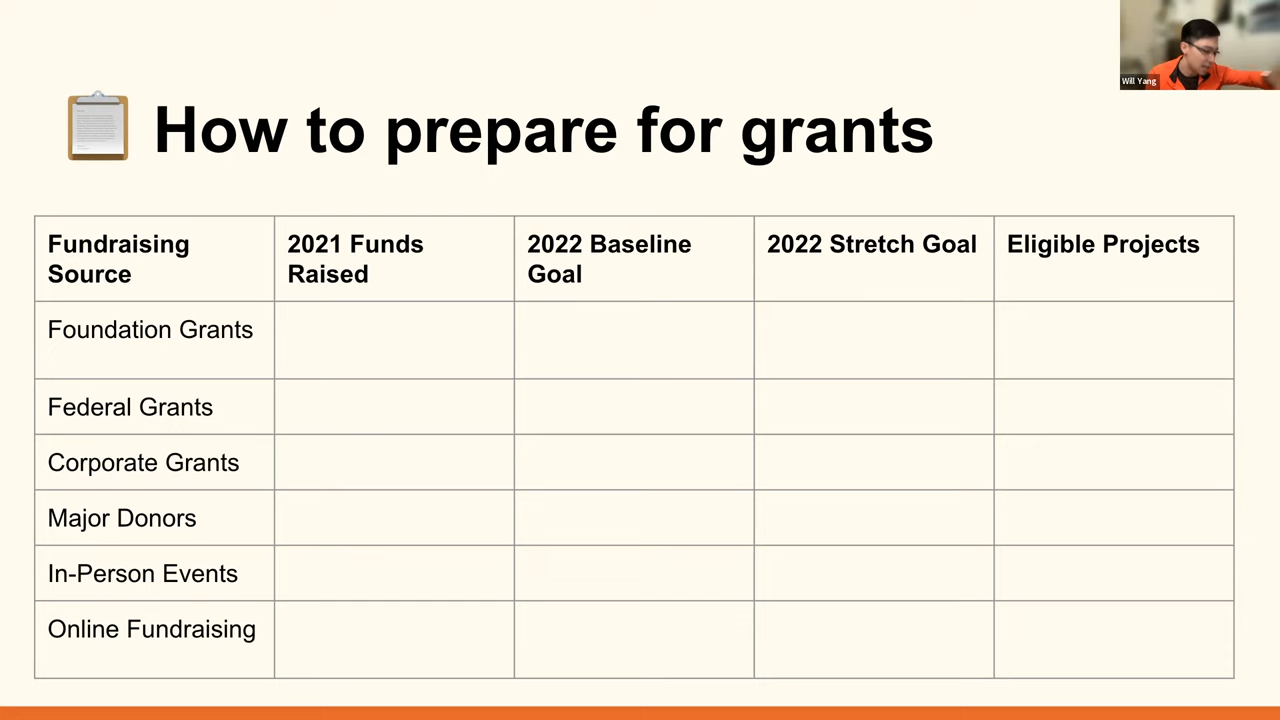 Will Yang
How to prepare for grants
Fundraising
Source
2021 Funds
Raised
2022 Baseline
Goal
2022 Stretch Goal
Eligible Projects
Foundation Grants
Federal Grants
Corporate Grants
Major Donors
In-Person Events
Online Fundraising